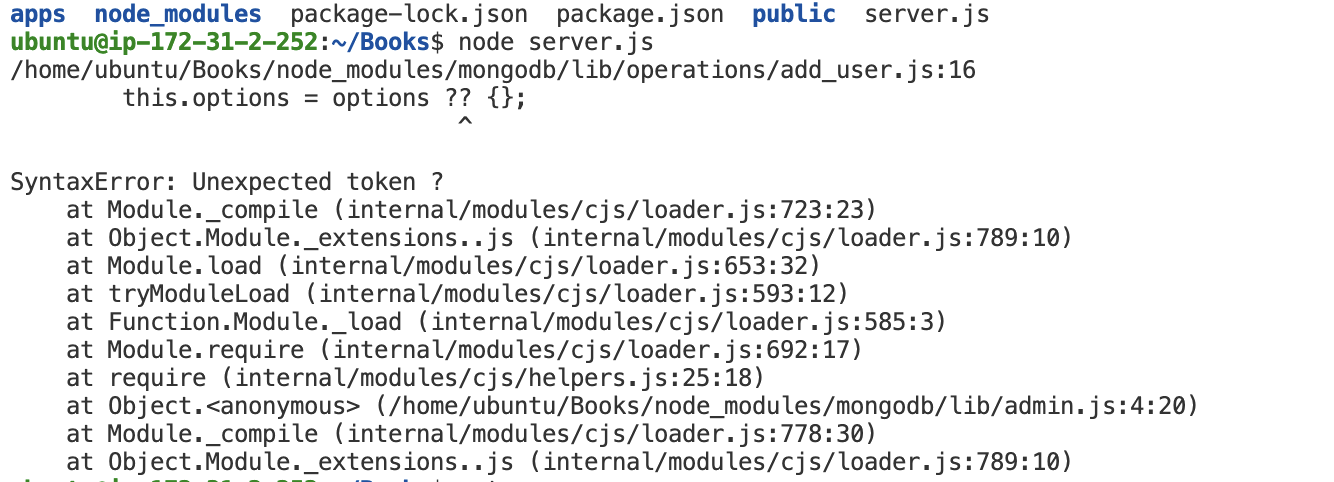 apps  node_modules  package-lock.json  package.json  public  server.js
ubuntu@ip-172-31-2-252:~/Books$ node server.js
/home/ubuntu/Books/node_modules/mongodb/lib/operations/add_user.js:16
        this.options = options ?? {};
                                ^
SyntaxError: Unexpected token ?
    at Module._compile (internal/modules/cjs/loader.js:723:23)
    at Object.Module._extensions..js (internal/modules/cjs/loader.js:789:10)
    at Module.load (internal/modules/cjs/loader.js:653:32)
    at tryModuleLoad (internal/modules/cjs/loader.js:593:12)
    at Function.Module._load (internal/modules/cjs/loader.js:585:3)
    at Module.require (internal/modules/cjs/loader.js:692:17)
    at require (internal/modules/cjs/helpers.js:25:18)
    at Object.<anonymous> (/home/ubuntu/Books/node_modules/mongodb/lib/admin.js:4:20)
    at Module._compile (internal/modules/cjs/loader.js:778:30)
    at Object.Module._extensions..js (internal/modules/cjs/loader.js:789:10)